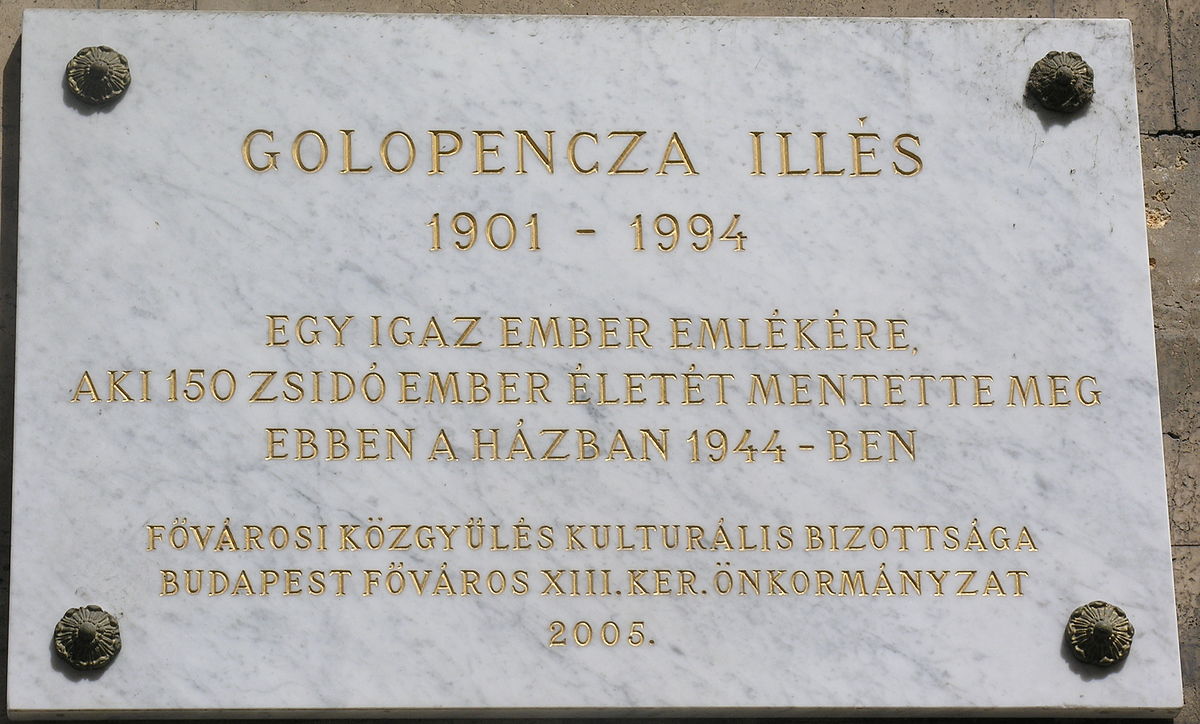 GOLOPENCZA ILLÉS
1901 - 1994
EGY IGAZ EMBER EMLÉKÉRE,
AKI 150 ZSIDÓ EMBER ÉLETÉT MENTETTE MEG
EBBEN A HÁZBAN 1944 - BEN
FŐVÁROSI KÖZGYŰLÉS KULTURÁLIS BIZOTTSÁGA
BUDAPEST FŐVÁROS XIII. KER. ÖNKORMÁNYZAT
2005.